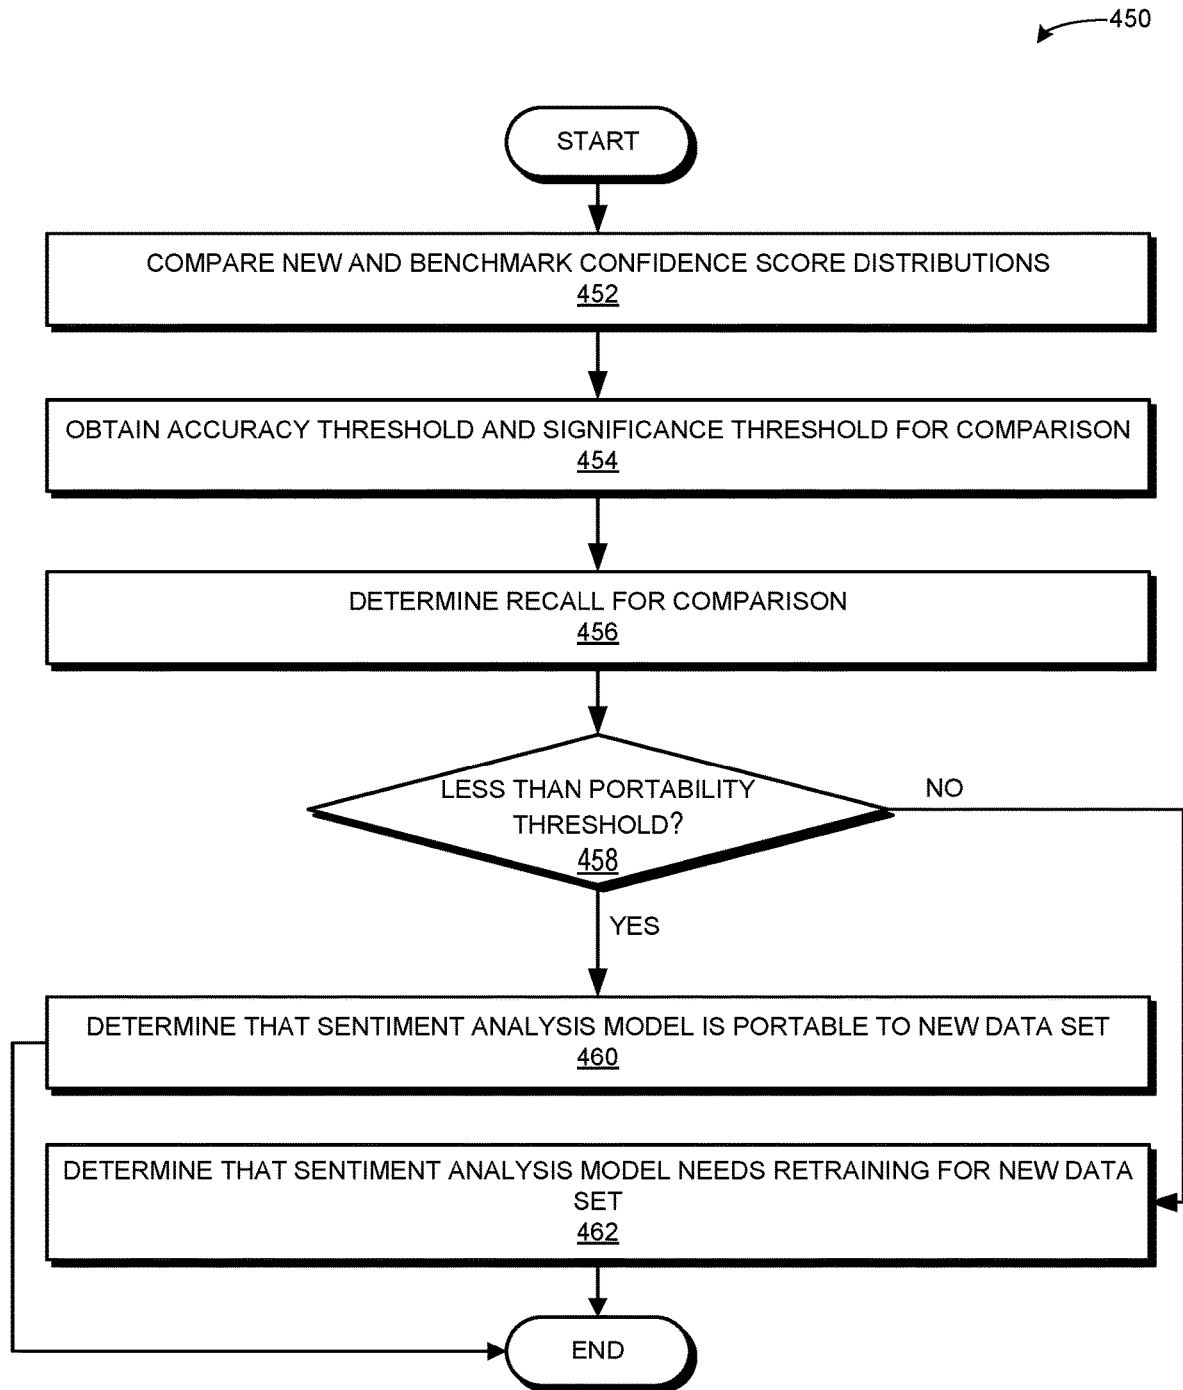 450
START
COMPARE NEW AND BENCHMARK CONFIDENCE SCORE DISTRIBUTIONS
452
OBTAIN ACCURACY THRESHOLD AND SIGNIFICANCE THRESHOLD FOR COMPARISON
454
DETERMINE RECALL FOR COMPARISON
456
LESS THAN PORTABILITY
THRESHOLD?
458
NO
YES
DETERMINE THAT SENTIMENT ANALYSIS MODEL IS PORTABLE TO NEW DATA SET
460
DETERMINE THAT SENTIMENT ANALYSIS MODEL NEEDS RETRAINING FOR NEW DATA
SET
462
END